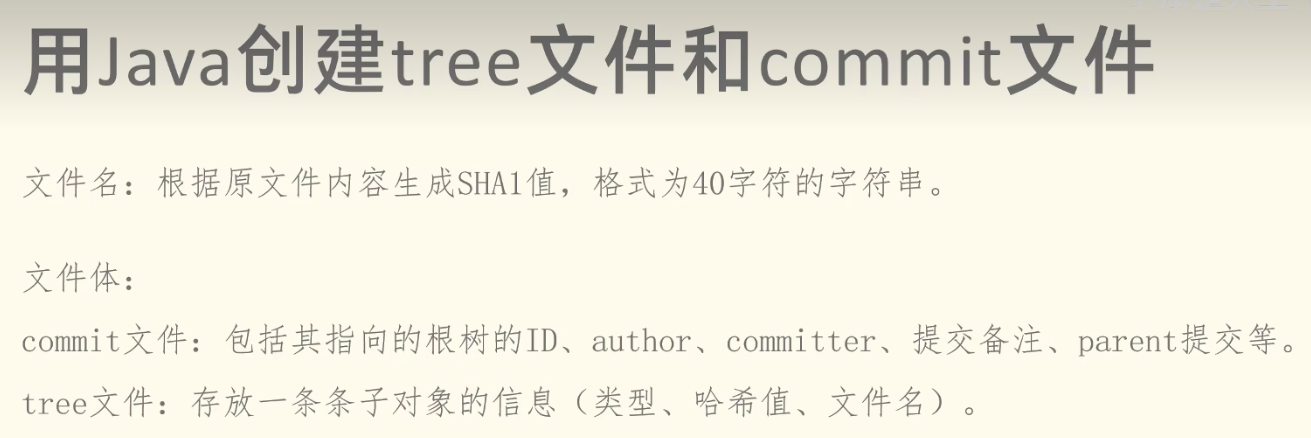 用Java创建tree文件和commit文件
文件名：根据原文件内容生成SHA1值，格式为40字符的字符串。
文件体：
commit文件：包括其指向的根树的ID、author、committer、提交备注、parent提交等。
tree文件：存放一条条子对象的信息（类型、哈希值、文件名）。